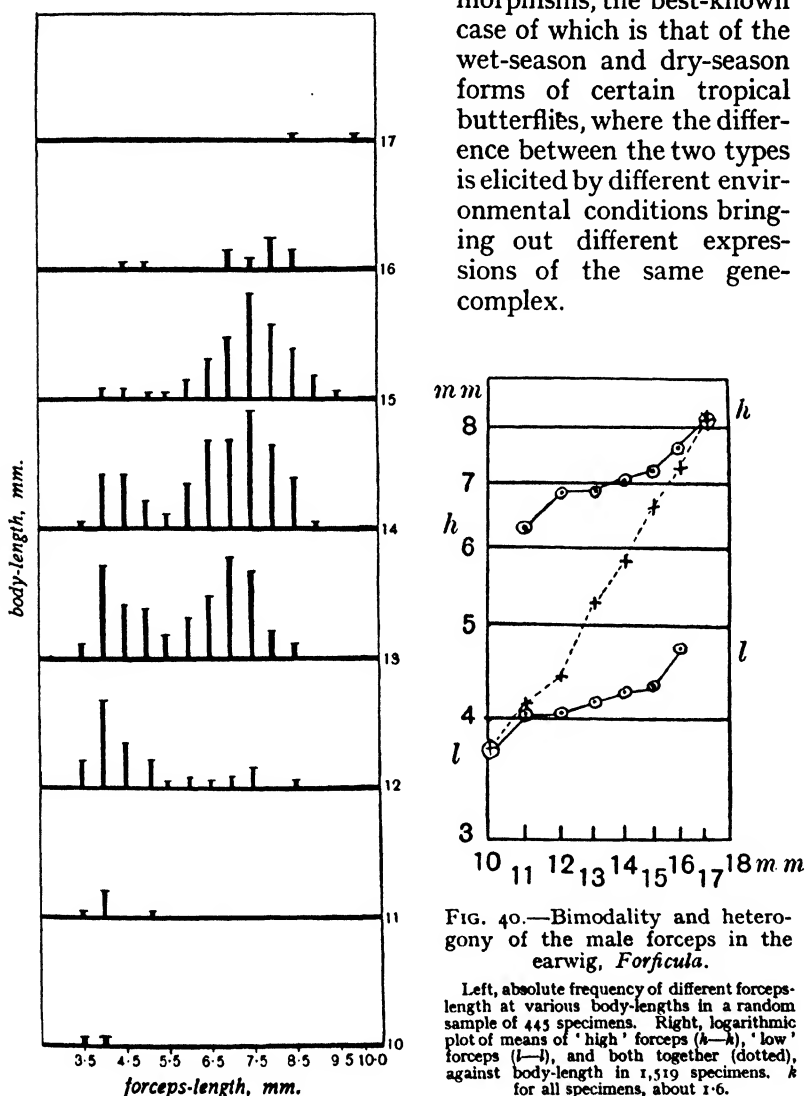 morphisms, the best-known
case of which is that of the
wet-season and dry-season
forms of certain tropical
butterflies, where the differ-
ence between the two types
is elicited by different envir-
onmental conditions bring-
ing out different expres-
sions of the same gene-
complex.
body-length, mm.
17
16
15
14
13
12
11
10
3·5 4·5 5·5 6·5 7·5 8·5 9 5 10·0
forceps-length, mm.
mm
8
7
6
5
4
3
h
h
l
l
10 11 12 13 14 15 16 17 18 m m
FIG. 40.—Bimodality and hetero-
gony of the male forceps in the
earwig, Forficula.
Left, absolute frequency of different forceps-
length at various body-lengths in a random
sample of 445 specimens. Right, logarithmic
plot of means of ' high ' forceps (h—h), ' low '
forceps (l—l), and both together (dotted),
against body-length in 1,519 specimens. k
for all specimens, about 1·6.